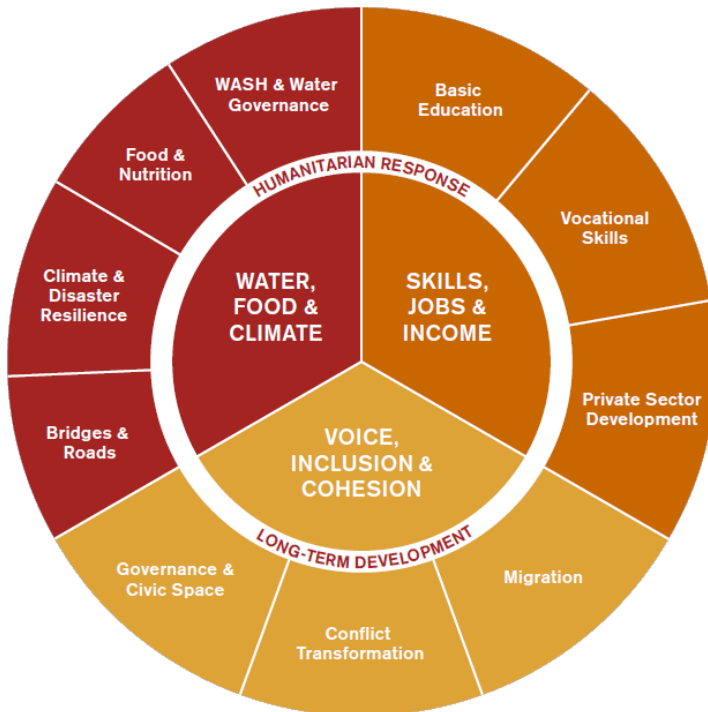 WASH & Water
Governance
Basic
Education
Food &
Nutrition
Vocational
Skills
Climate &
Disaster
Resilience
Private Sector
Development
Bridges &
Roads
Migration
Governance &
Civic Space
Conflict
Transformation
HUMANITARIAN RESPONSE
WATER,
FOOD &
CLIMATE
SKILLS,
JOBS &
INCOME
VOICE,
INCLUSION &
COHESION
LONG-TERM DEVELOPMENT